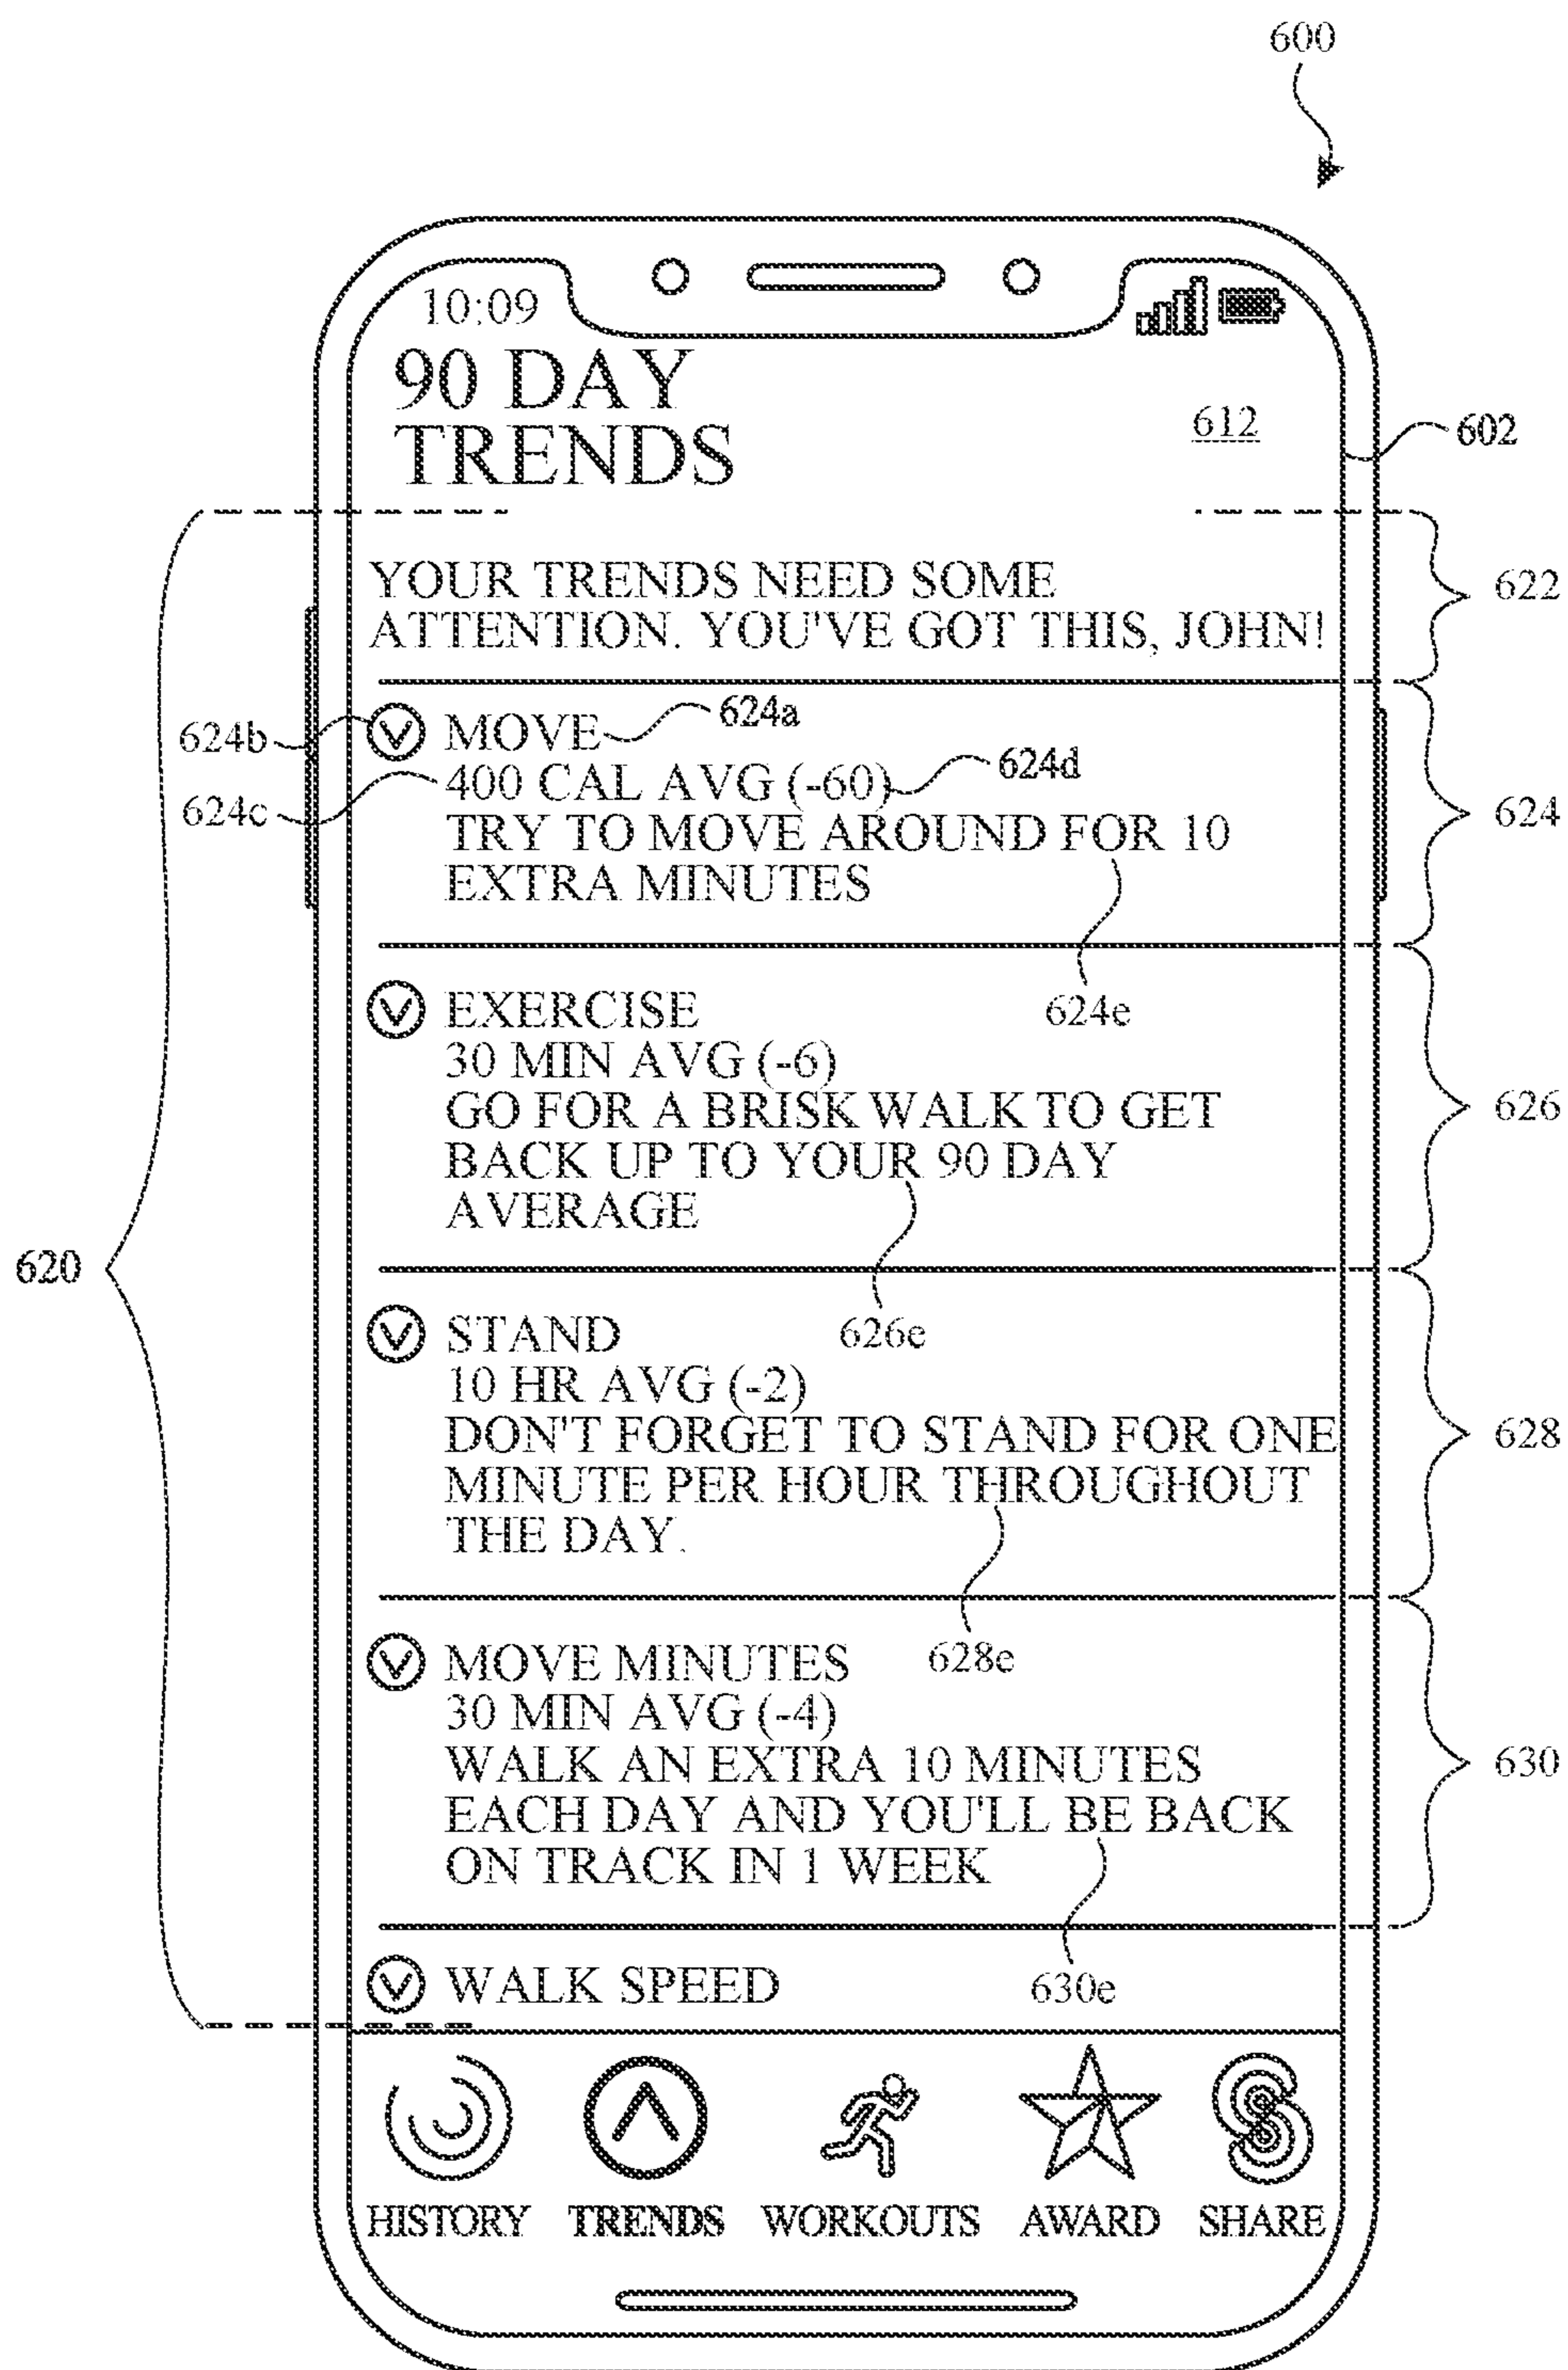 600
10:09
90 DAY
TRENDS
612
602
YOUR TRENDS NEED SOME
ATTENTION. YOU'VE GOT THIS, JOHN!
622
624b
MOVE
624a
624c
400 CAL AVG (-60)
624d
TRY TO MOVE AROUND FOR 10
EXTRA MINUTES
624
624e
EXERCISE
30 MIN AVG (-6)
GO FOR A BRISK WALK TO GET
BACK UP TO YOUR 90 DAY
AVERAGE
626
620
626e
STAND
10 HR AVG (-2)
DON'T FORGET TO STAND FOR ONE
MINUTE PER HOUR THROUGHOUT
THE DAY.
628
628e
MOVE MINUTES
30 MIN AVG (-4)
WALK AN EXTRA 10 MINUTES
EACH DAY AND YOU'LL BE BACK
ON TRACK IN 1 WEEK
630
630e
WALK SPEED
HISTORY TRENDS WORKOUTS AWARD SHARE